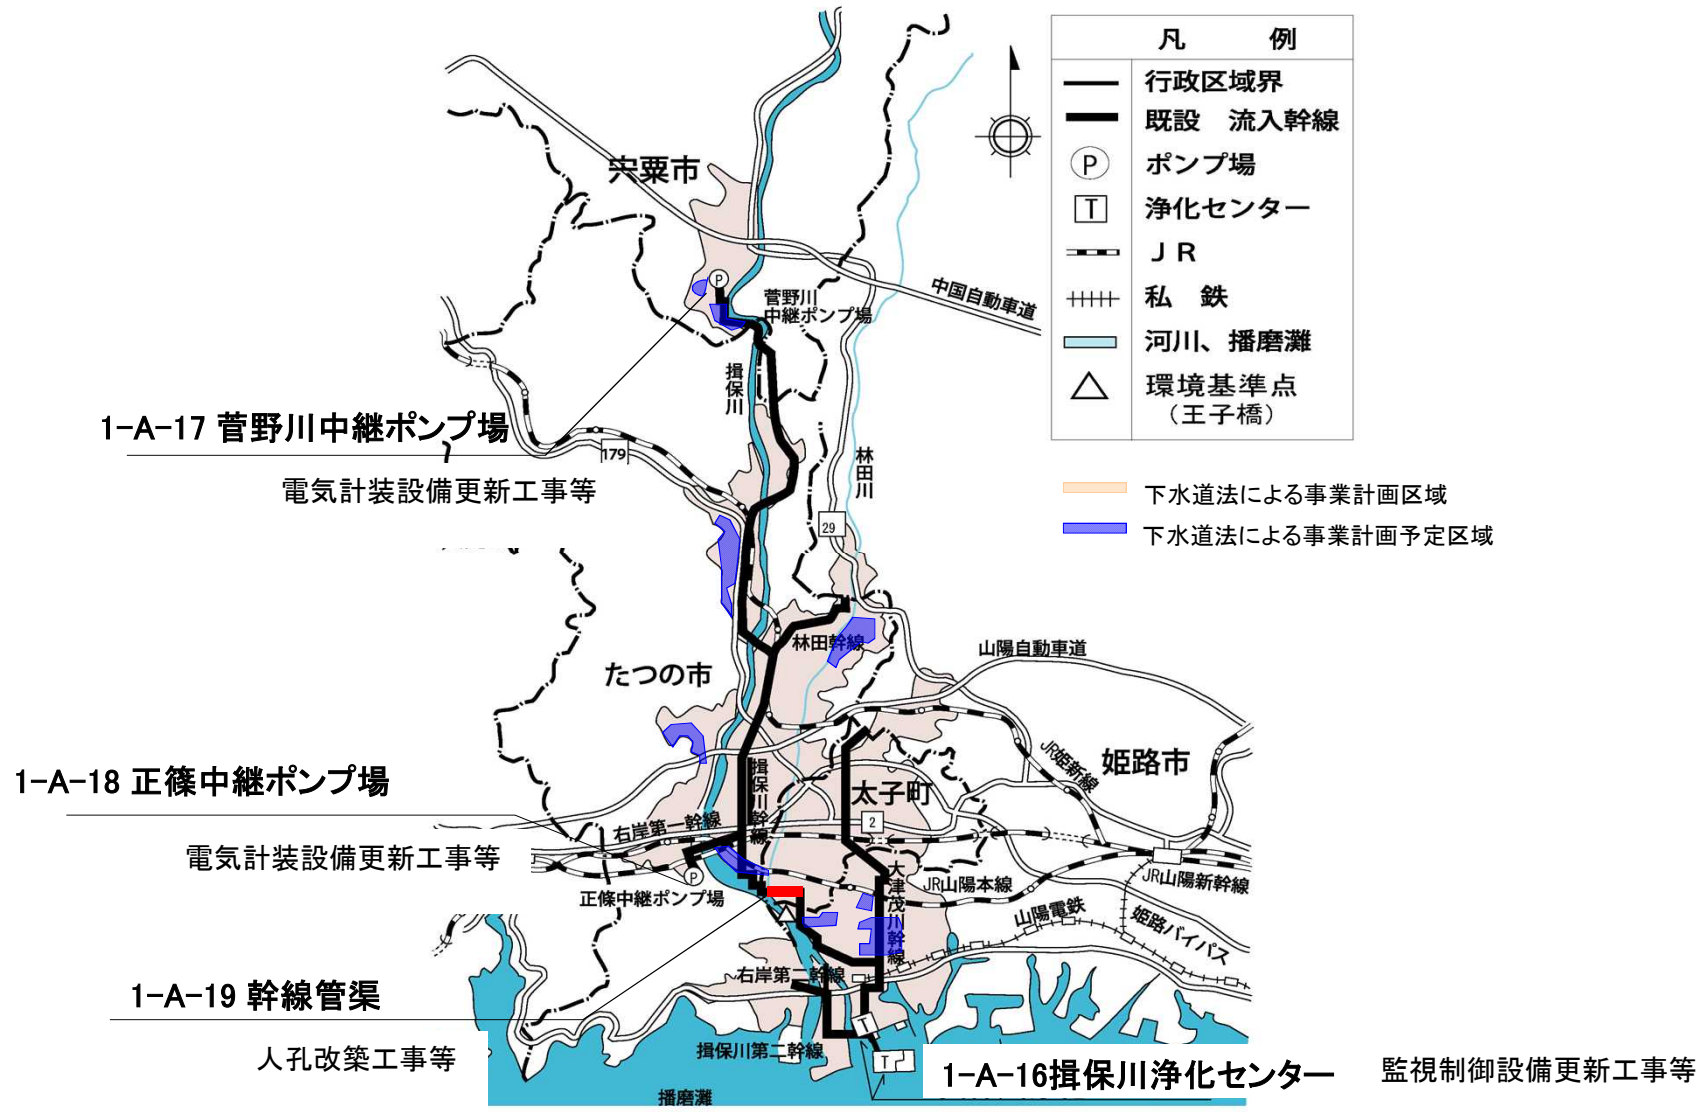 凡　例
行政区域界
既設　流入幹線
P ポンプ場
T 浄化センター
ＪＲ
私　鉄
河川、播磨灘
環境基準点
（王子橋）
下水道法による事業計画区域
下水道法による事業計画予定区域
宍粟市
P
菅野川
中継ポンプ場
中国自動車道
揖保川
1-A-17 菅野川中継ポンプ場
179
電気計装設備更新工事等
林田川
29
林田幹線
山陽自動車道
たつの市
JR姫新線
姫路市
揖保川幹線
太子町
1-A-18 正篠中継ポンプ場
右岸第一幹線
2
電気計装設備更新工事等
P
正條中継ポンプ場
大津茂川幹線
JR山陽本線
JR山陽新幹線
山陽電鉄
姫路バイパス
右岸第二幹線
1-A-19 幹線管渠
人孔改築工事等
T
揖保川第二幹線
T
1-A-16揖保川浄化センター
監視制御設備更新工事等
播磨灘